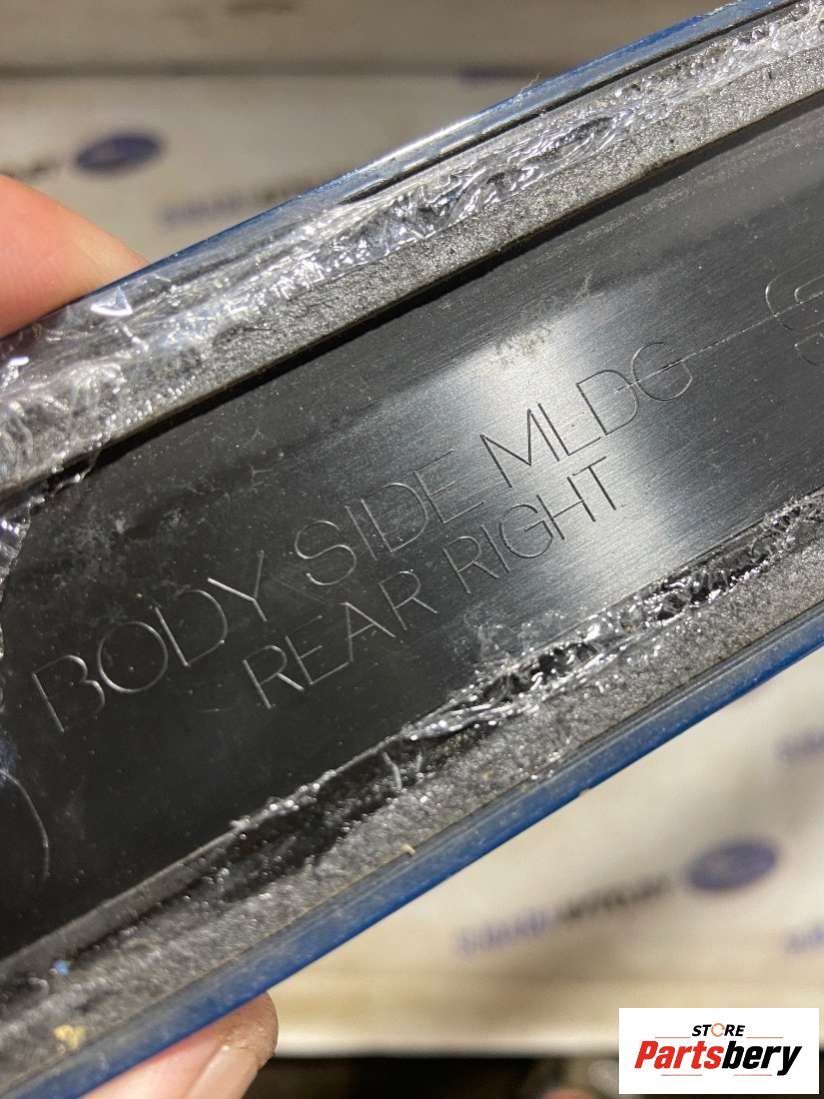 BODY SIDE MLDG
REAR RIGHT
STORE
Partsbery